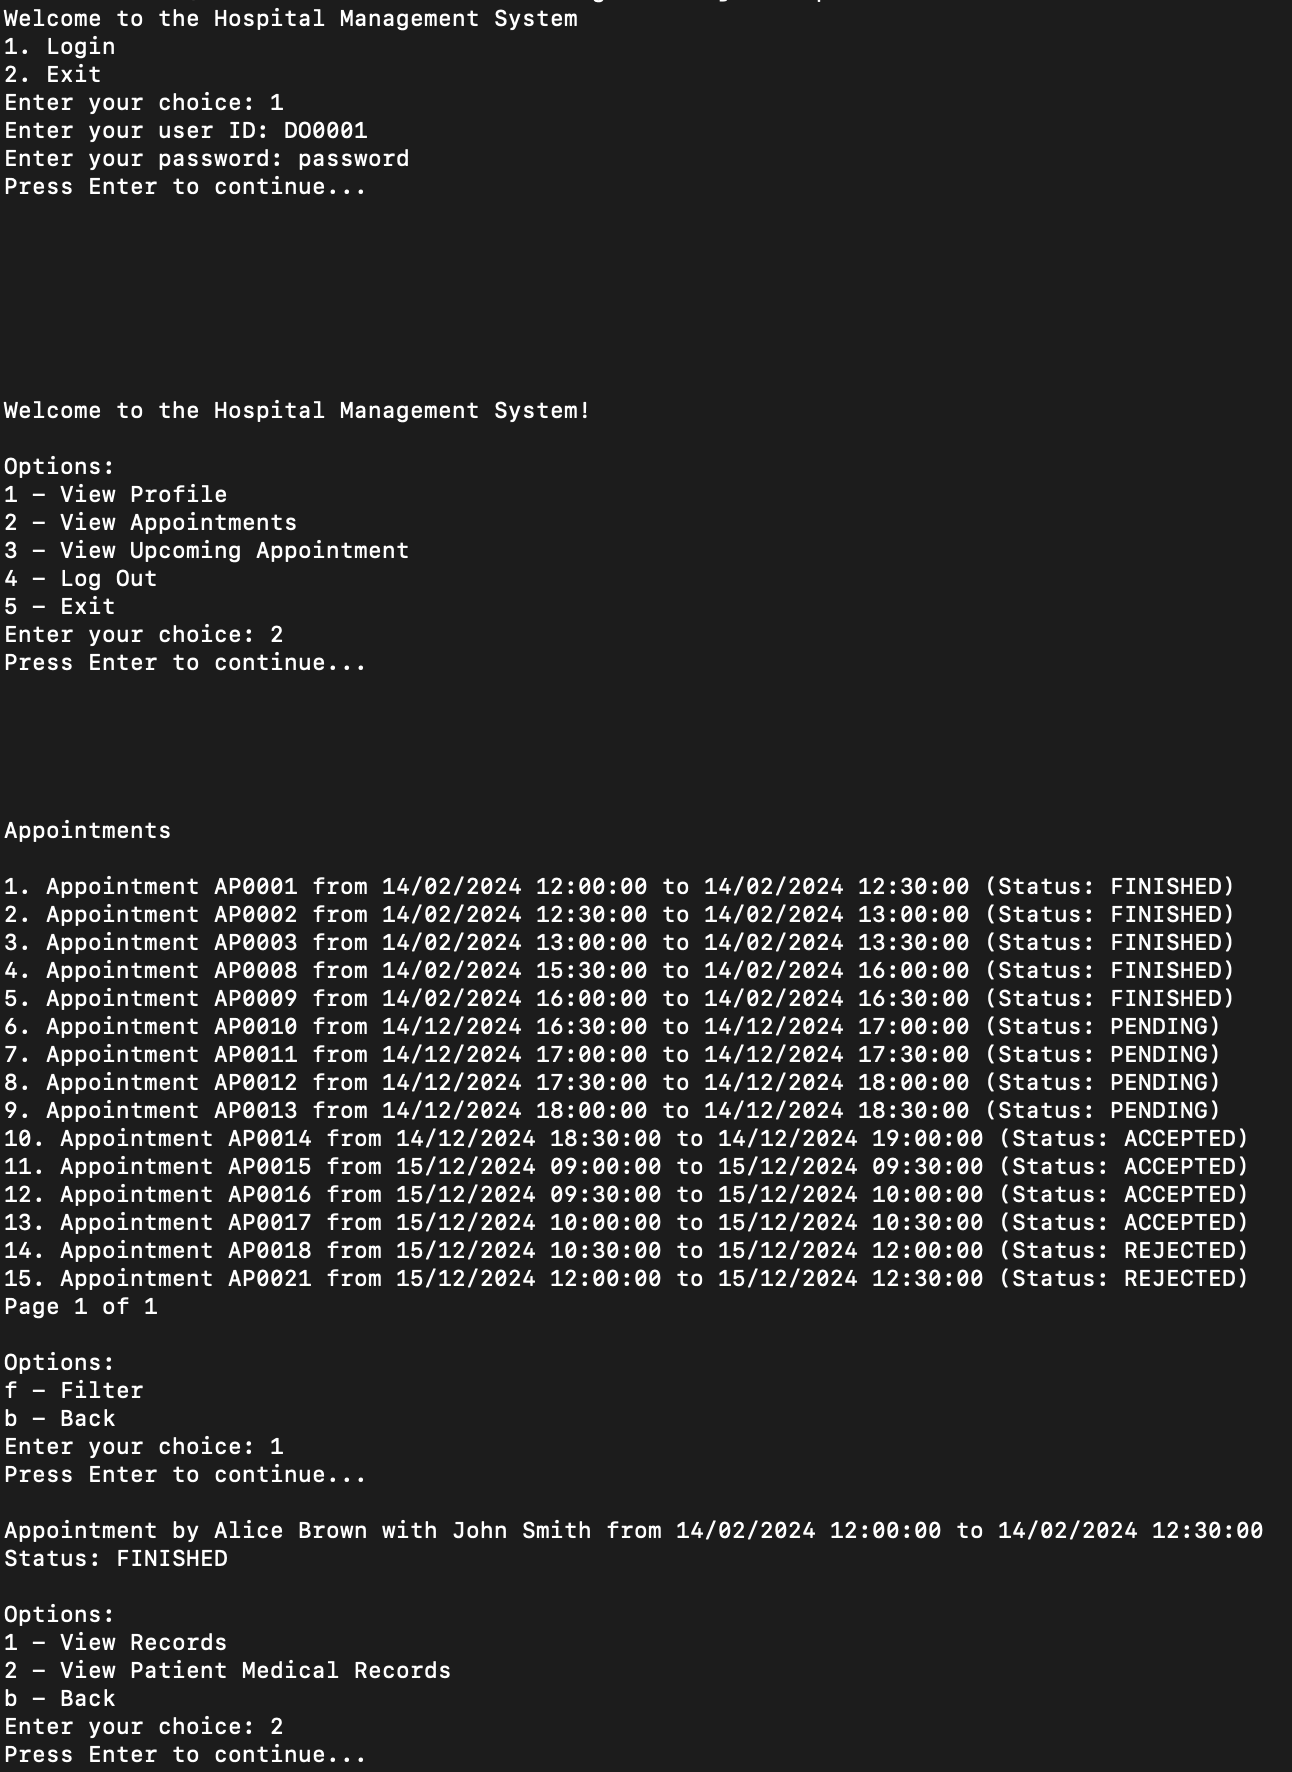 Welcome to the Hospital Management System
1. Login
2. Exit
Enter your choice: 1
Enter your user ID: DO0001
Enter your password: password
Press Enter to continue...
Welcome to the Hospital Management System!
Options:
1 – View Profile
2 – View Appointments
3 – View Upcoming Appointment
4 – Log Out
5 – Exit
Enter your choice: 2
Press Enter to continue...
Appointments
1. Appointment AP0001 from 14/02/2024 12:00:00 to 14/02/2024 12:30:00 (Status: FINISHED)
2. Appointment AP0002 from 14/02/2024 12:30:00 to 14/02/2024 13:00:00 (Status: FINISHED)
3. Appointment AP0003 from 14/02/2024 13:00:00 to 14/02/2024 13:30:00 (Status: FINISHED)
4. Appointment AP0008 from 14/02/2024 15:30:00 to 14/02/2024 16:00:00 (Status: FINISHED)
5. Appointment AP0009 from 14/02/2024 16:00:00 to 14/02/2024 16:30:00 (Status: FINISHED)
6. Appointment AP0010 from 14/12/2024 16:30:00 to 14/12/2024 17:00:00 (Status: PENDING)
7. Appointment AP0011 from 14/12/2024 17:00:00 to 14/12/2024 17:30:00 (Status: PENDING)
8. Appointment AP0012 from 14/12/2024 17:30:00 to 14/12/2024 18:00:00 (Status: PENDING)
9. Appointment AP0013 from 14/12/2024 18:00:00 to 14/12/2024 18:30:00 (Status: PENDING)
10. Appointment AP0014 from 14/12/2024 18:30:00 to 14/12/2024 19:00:00 (Status: ACCEPTED)
11. Appointment AP0015 from 15/12/2024 09:00:00 to 15/12/2024 09:30:00 (Status: ACCEPTED)
12. Appointment AP0016 from 15/12/2024 09:30:00 to 15/12/2024 10:00:00 (Status: ACCEPTED)
13. Appointment AP0017 from 15/12/2024 10:00:00 to 15/12/2024 10:30:00 (Status: ACCEPTED)
14. Appointment AP0018 from 15/12/2024 10:30:00 to 15/12/2024 12:00:00 (Status: REJECTED)
15. Appointment AP0021 from 15/12/2024 12:00:00 to 15/12/2024 12:30:00 (Status: REJECTED)
Page 1 of 1
Options:
f – Filter
b – Back
Enter your choice: 1
Press Enter to continue...
Appointment by Alice Brown with John Smith from 14/02/2024 12:00:00 to 14/02/2024 12:30:00
Status: FINISHED
Options:
1 – View Records
2 – View Patient Medical Records
b – Back
Enter your choice: 2
Press Enter to continue...